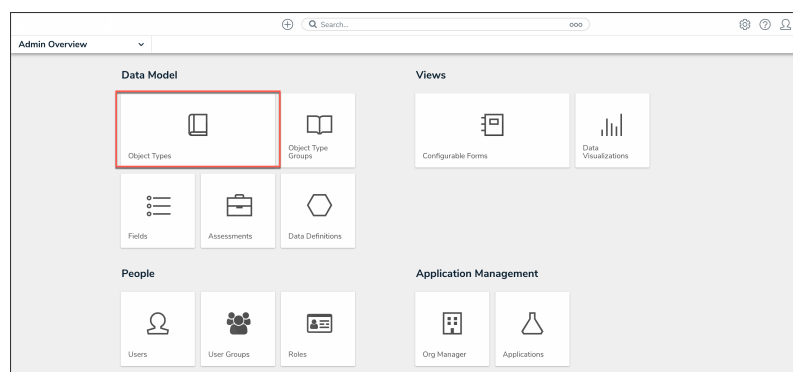 Search...
Admin Overview
Data Model
Views
Object Types
Object Type
Groups
Configurable Forms
Data
Visualizations
Fields
Assessments
Data Definitions
People
Application Management
Users
User Groups
Roles
Org Manager
Applications